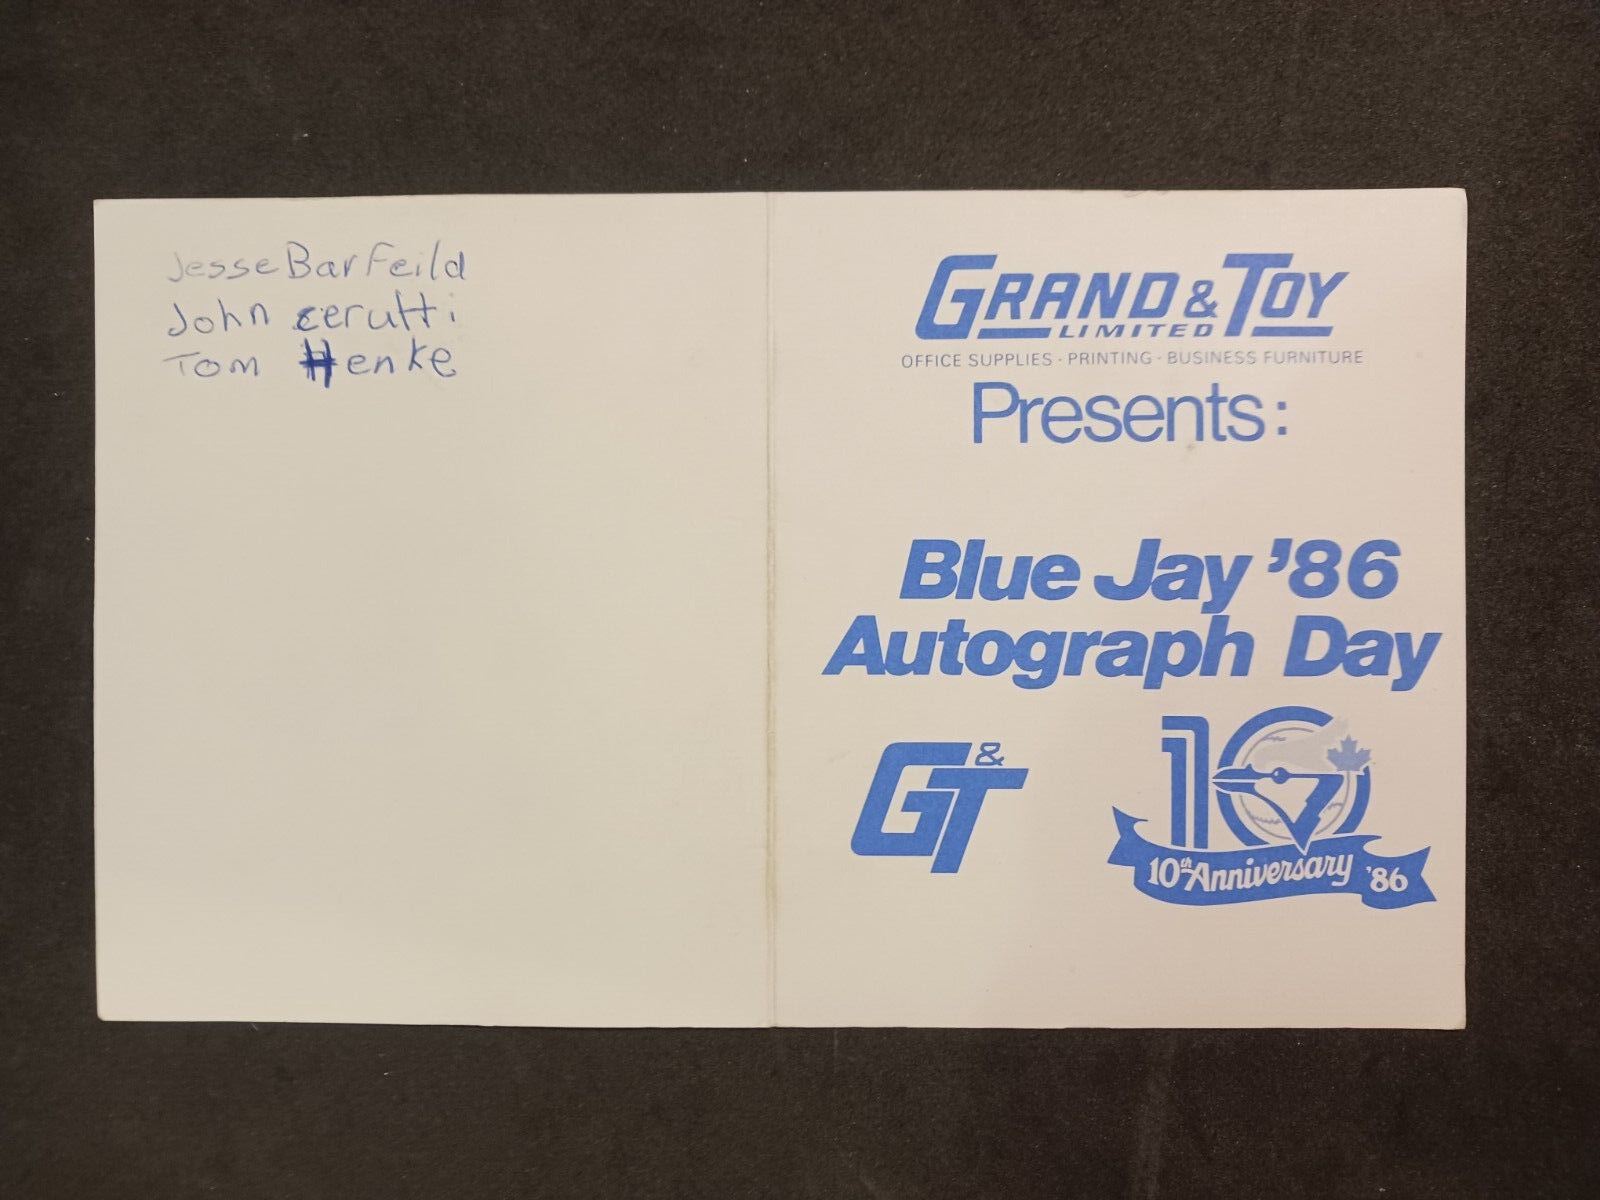 Jesse Barfeild
John cerutti
Tom Henke
GRAND & TOY
LIMITED
OFFICE SUPPLIES · PRINTING · BUSINESS FURNITURE
Presents:
Blue Jay '86
Autograph Day
G&T
10
10th Anniversary '86